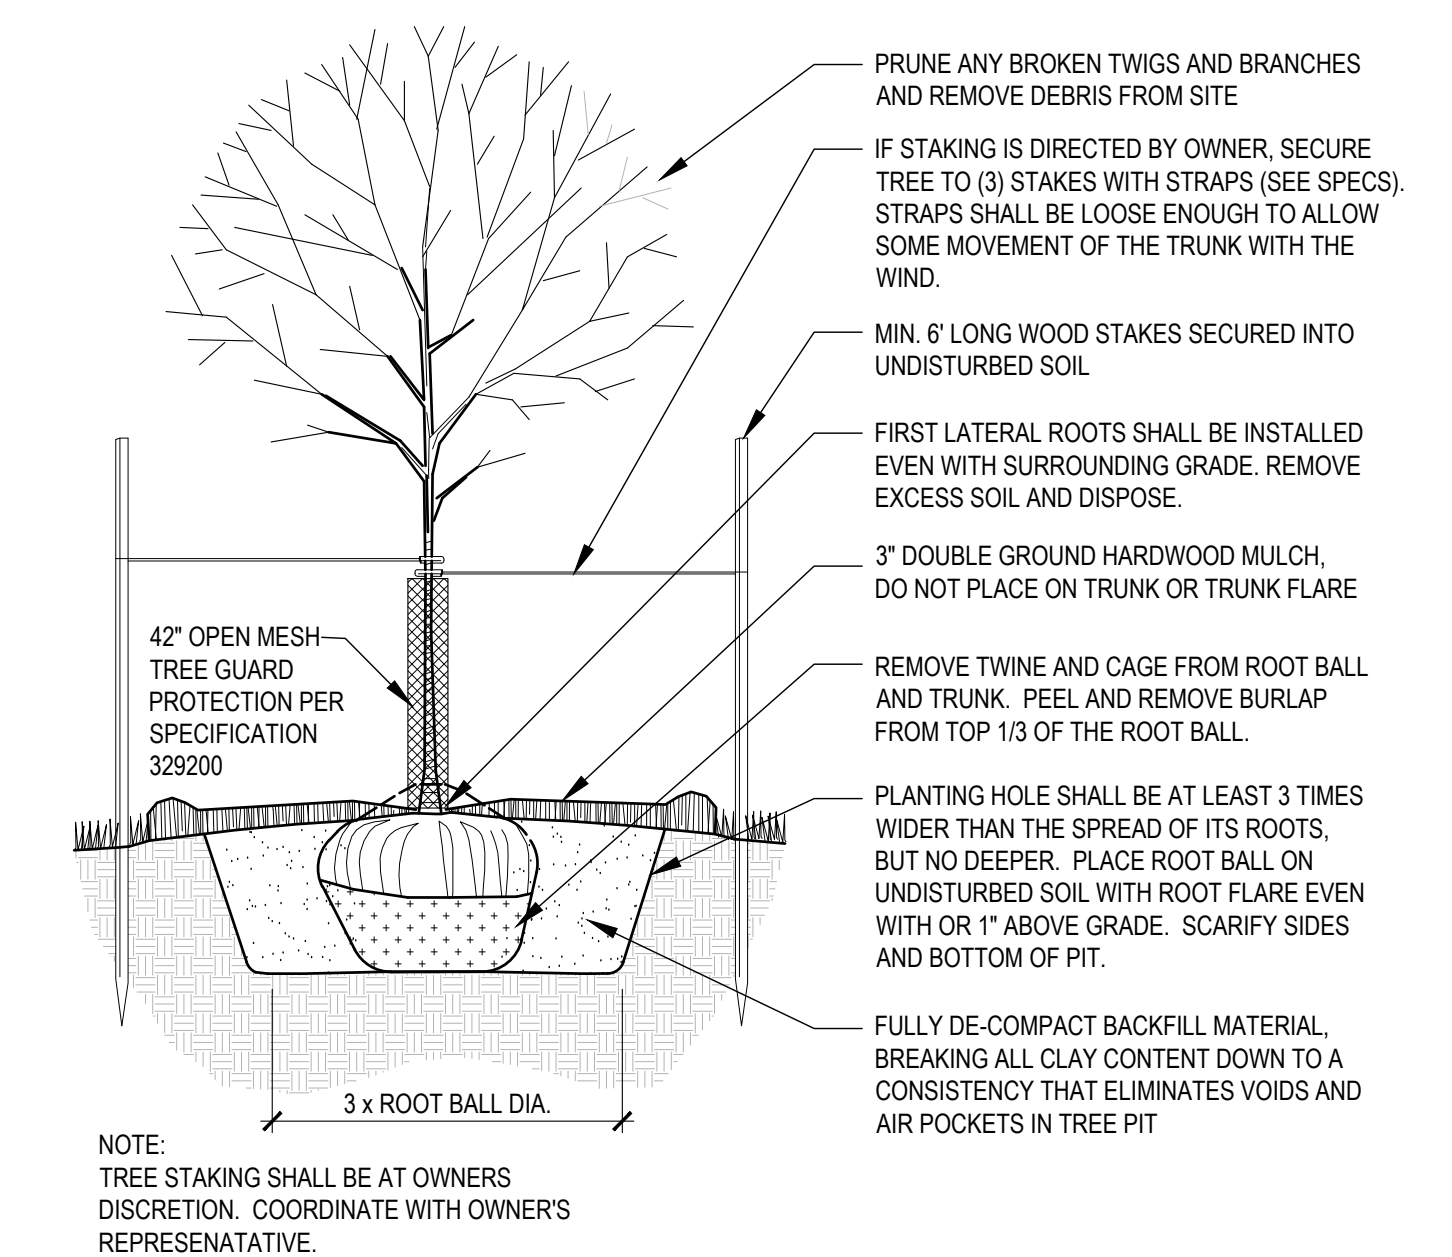 PRUNE ANY BROKEN TWIGS AND BRANCHES
AND REMOVE DEBRIS FROM SITE
IF STAKING IS DIRECTED BY OWNER, SECURE
TREE TO (3) STAKES WITH STRAPS (SEE SPECS).
STRAPS SHALL BE LOOSE ENOUGH TO ALLOW
SOME MOVEMENT OF THE TRUNK WITH THE
WIND.
MIN. 6' LONG WOOD STAKES SECURED INTO
UNDISTURBED SOIL
FIRST LATERAL ROOTS SHALL BE INSTALLED
EVEN WITH SURROUNDING GRADE. REMOVE
EXCESS SOIL AND DISPOSE.
3" DOUBLE GROUND HARDWOOD MULCH,
DO NOT PLACE ON TRUNK OR TRUNK FLARE
42" OPEN MESH
TREE GUARD
PROTECTION PER
SPECIFICATION
329200
REMOVE TWINE AND CAGE FROM ROOT BALL
AND TRUNK. PEEL AND REMOVE BURLAP
FROM TOP 1/3 OF THE ROOT BALL.
PLANTING HOLE SHALL BE AT LEAST 3 TIMES
WIDER THAN THE SPREAD OF ITS ROOTS,
BUT NO DEEPER. PLACE ROOT BALL ON
UNDISTURBED SOIL WITH ROOT FLARE EVEN
WITH OR 1" ABOVE GRADE. SCARIFY SIDES
AND BOTTOM OF PIT.
FULLY DE-COMPACT BACKFILL MATERIAL,
BREAKING ALL CLAY CONTENT DOWN TO A
CONSISTENCY THAT ELIMINATES VOIDS AND
AIR POCKETS IN TREE PIT
3 x ROOT BALL DIA.
NOTE:
TREE STAKING SHALL BE AT OWNERS
DISCRETION. COORDINATE WITH OWNER'S
REPRESENATATIVE.